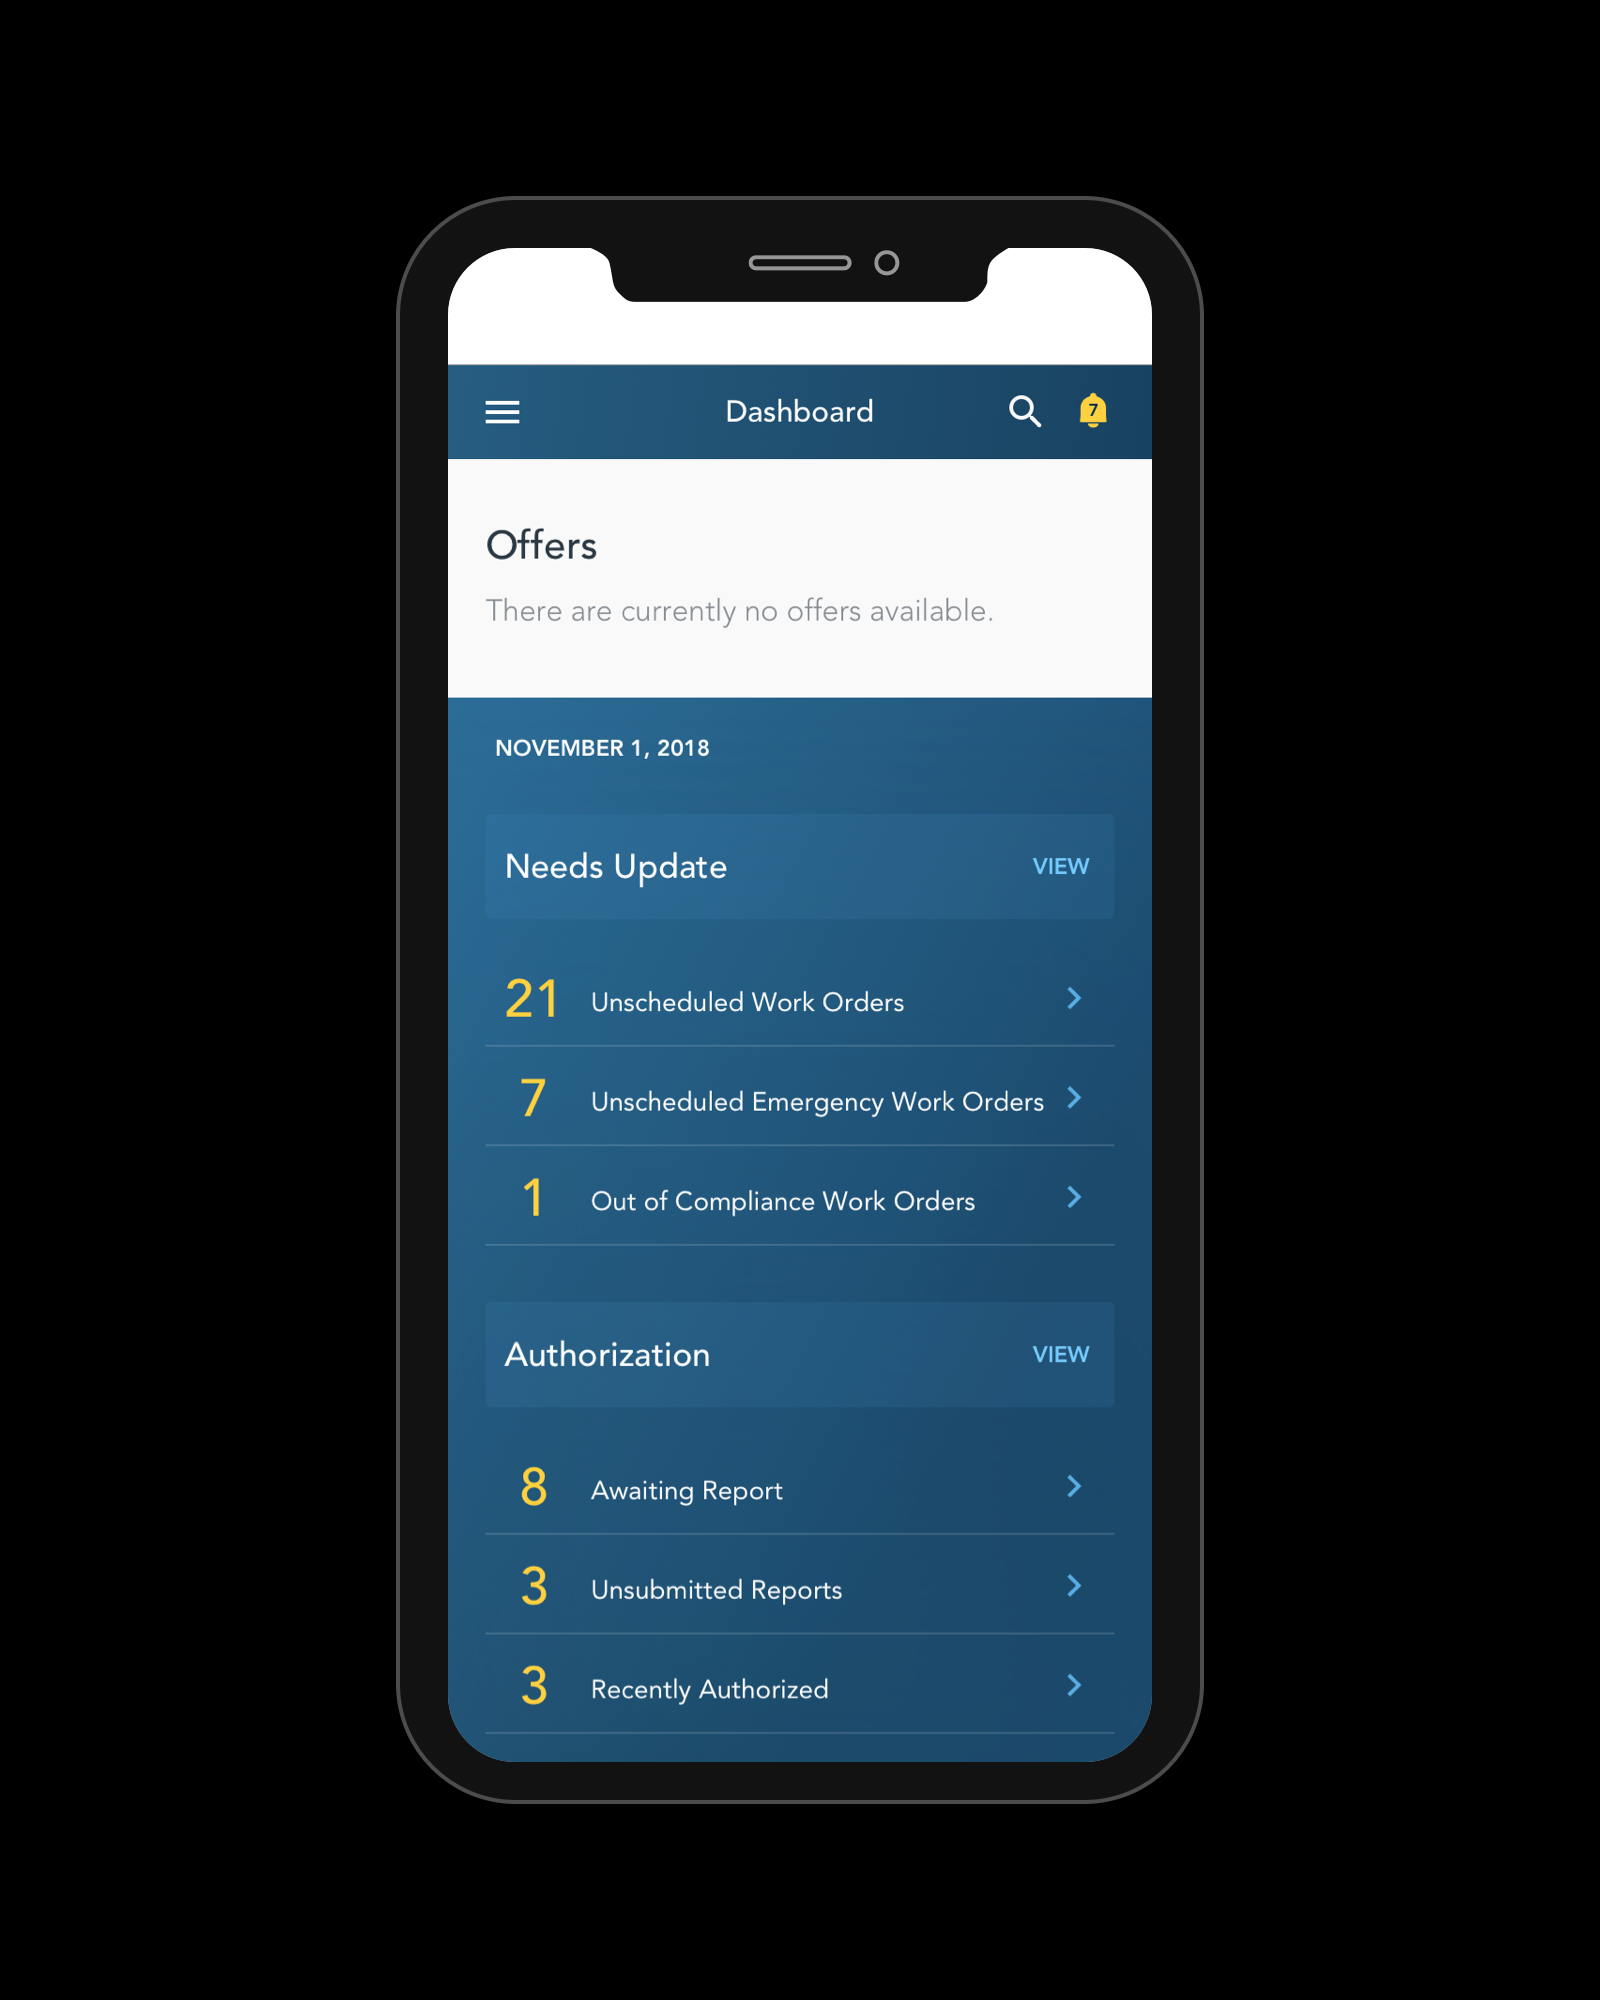 Dashboard
7
Offers
There are currently no offers available.
NOVEMBER 1, 2018
Needs Update VIEW
21 Unscheduled Work Orders
7 Unscheduled Emergency Work Orders
1 Out of Compliance Work Orders
Authorization VIEW
8 Awaiting Report
3 Unsubmitted Reports
3 Recently Authorized